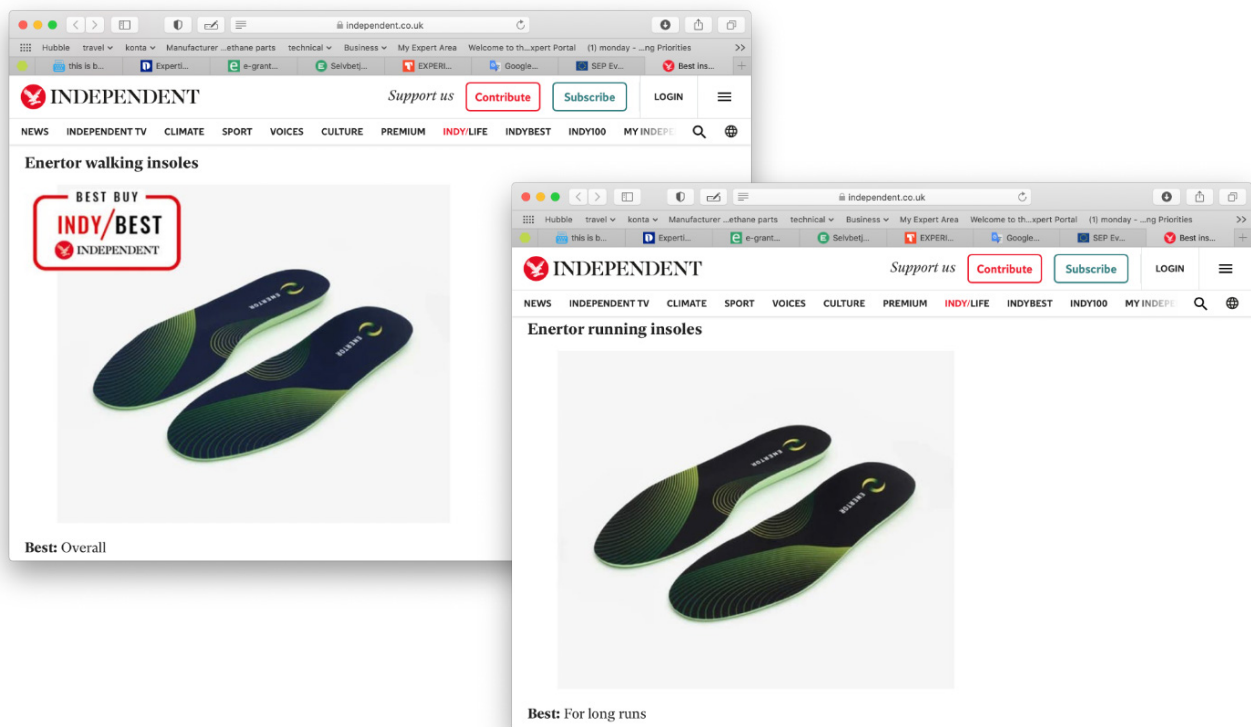 independent.co.uk
Hubble travel konta Manufacturer ...ethane parts technical Business My Expert Area Welcome to th...xpert Portal (1) monday - ...ng Priorities >>
this is b... Experti... e-grant... Selvbetj... EXPERI... Google... SEP Ev... Best ins... +
INDEPENDENT Support us Contribute Subscribe LOGIN
NEWS INDEPENDENT TV CLIMATE SPORT VOICES CULTURE PREMIUM INDY/LIFE INDYBEST INDY100 MY INDEPE
Enertor walking insoles
BEST BUY
INDY/BEST
INDEPENDENT
ENERTOR
ENERTOR
Best: Overall
independent.co.uk
Hubble travel konta Manufacturer ...ethane parts technical Business My Expert Area Welcome to th...xpert Portal (1) monday - ...ng Priorities >>
this is b... Experti... e-grant... Selvbetj... EXPERI... Google... SEP Ev... Best ins... +
INDEPENDENT Support us Contribute Subscribe LOGIN
NEWS INDEPENDENT TV CLIMATE SPORT VOICES CULTURE PREMIUM INDY/LIFE INDYBEST INDY100 MY INDEPE
Enertor running insoles
ENERTOR
ENERTOR
Best: For long runs